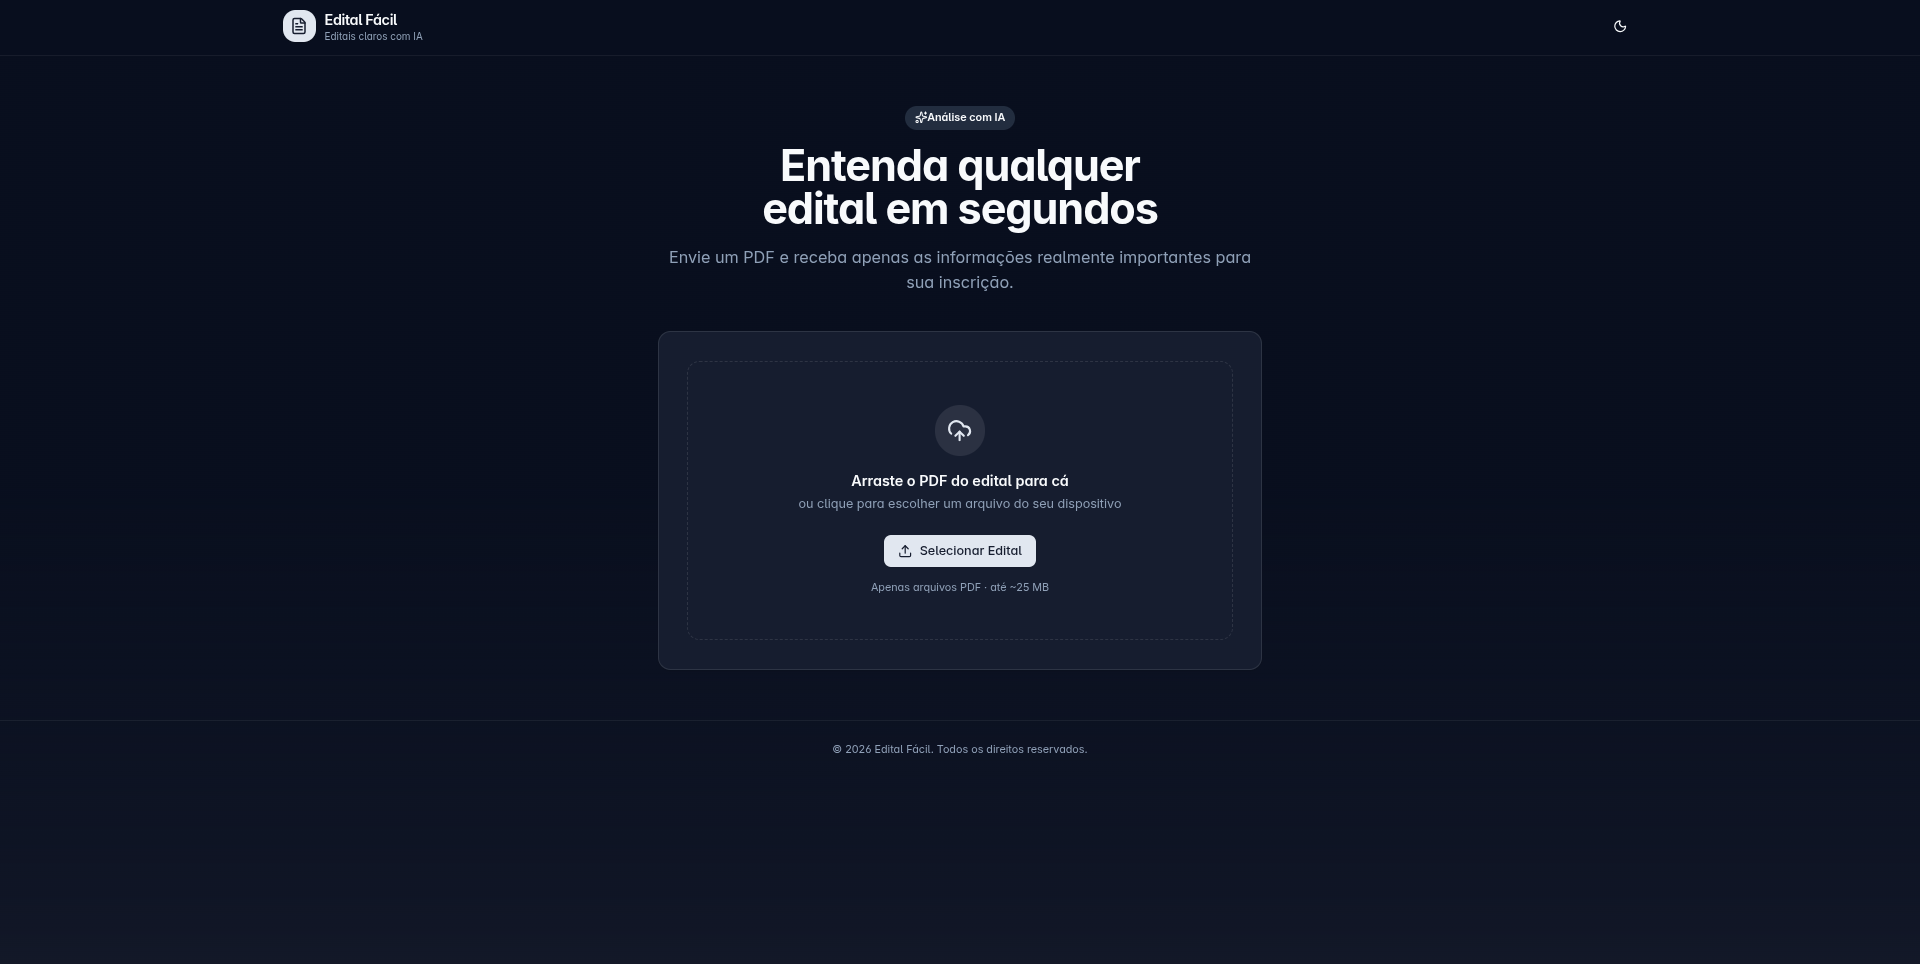 Edital Fácil
Editais claros com IA
Análise com IA
Entenda qualquer
edital em segundos
Envie um PDF e receba apenas as informações realmente importantes para
sua inscrição.
Arraste o PDF do edital para cá
ou clique para escolher um arquivo do seu dispositivo
Selecionar Edital
Apenas arquivos PDF · até ~25 MB
© 2026 Edital Fácil. Todos os direitos reservados.